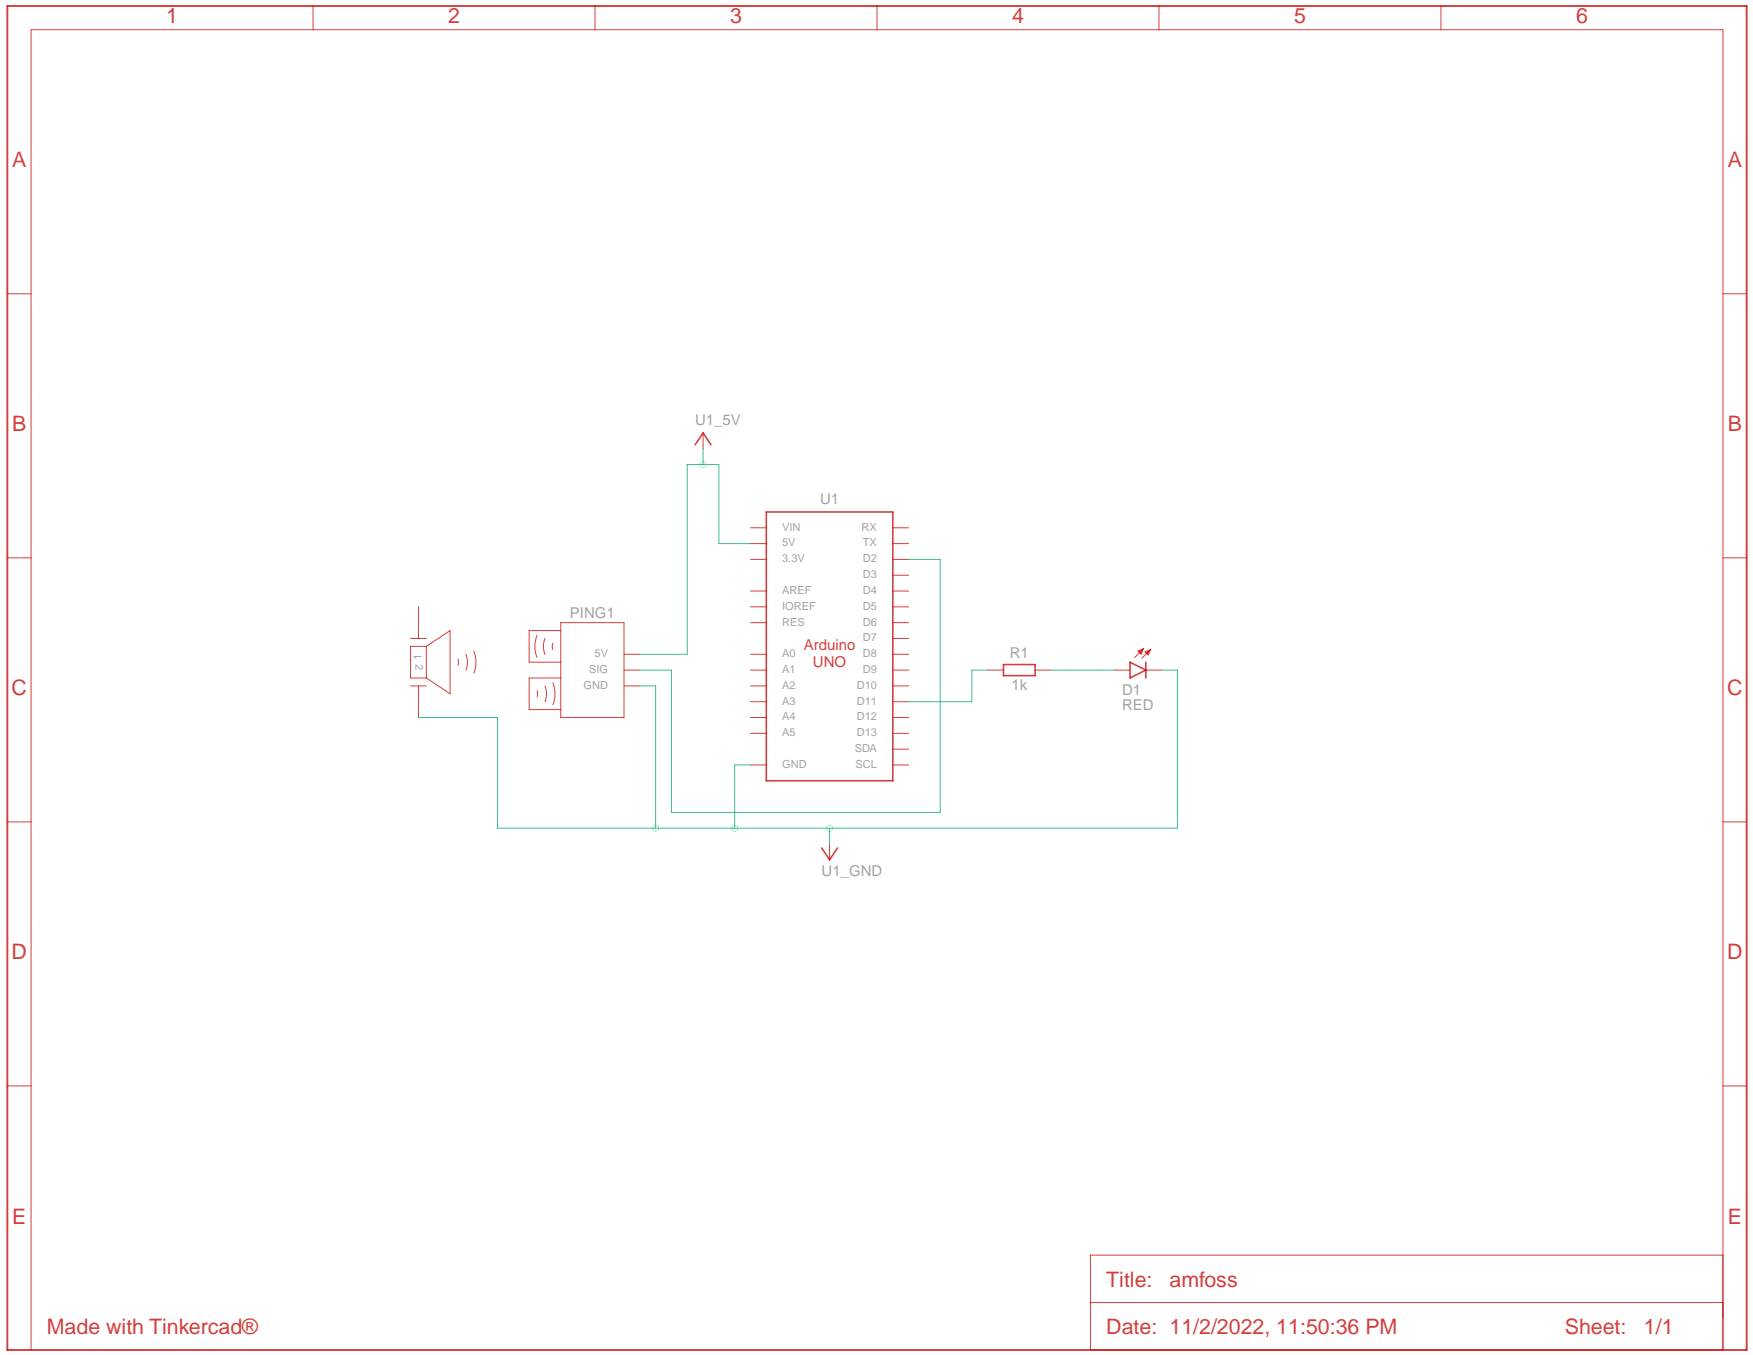 1 2 3 4 5 6
A A
B B
U1_5V
U1
VIN RX
5V TX
3.3V D2
D3
AREF D4
IOREF D5
RES D6
D7
Arduino
UNO
A0 D8
A1 D9
A2 D10
A3 D11
A4 D12
A5 D13
SDA
GND SCL
PING1
5V
SIG
GND
1 2
R1
1k
D1
RED
C C
U1_GND
D D
E E
Title: amfoss
Made with Tinkercad®
Date: 11/2/2022, 11:50:36 PM Sheet: 1/1